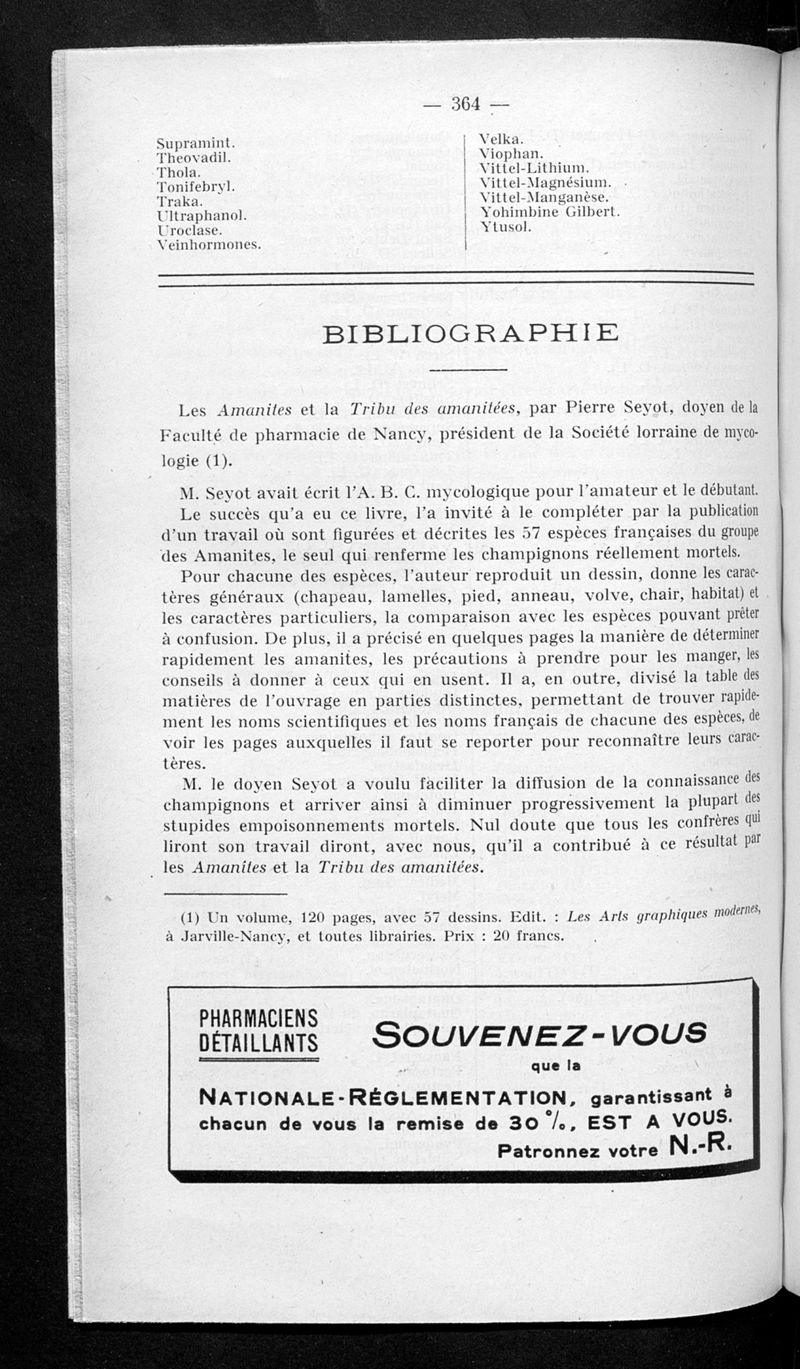 — 364 —
Supramint.
Theovadil.
Thola.
Tonifebryl.
Traka.
Ultraphanol.
Uroclase.
Veinhormones.
Velka.
Viophan.
Vittel-Lithium.
Vittel-Magnésium.
Vittel-Manganèse.
Yohimbine Gilbert.
Ytusol.
BIBLIOGRAPHIE
Les Amanites et la Tribu des amanitées, par Pierre Seyot, doyen de la
Faculté de pharmacie de Nancy, président de la Société lorraine de myco-
logie (1).
M. Seyot avait écrit l'A. B. C. mycologique pour l'amateur et le débutant.
Le succès qu'a eu ce livre, l'a invité à le compléter par la publication
d'un travail où sont figurées et décrites les 57 espèces françaises du groupe
des Amanites, le seul qui renferme les champignons réellement mortels.
Pour chacune des espèces, l'auteur reproduit un dessin, donne les carac-
tères généraux (chapeau, lamelles, pied, anneau, volve, chair, habitat) et
les caractères particuliers, la comparaison avec les espèces pouvant prêter
à confusion. De plus, il a précisé en quelques pages la manière de déterminer
rapidement les amanites, les précautions à prendre pour les manger, les
conseils à donner à ceux qui en usent. Il a, en outre, divisé la table des
matières de l'ouvrage en parties distinctes, permettant de trouver rapide-
ment les noms scientifiques et les noms français de chacune des espèces, de
voir les pages auxquelles il faut se reporter pour reconnaître leurs carac-
tères.
M. le doyen Seyot a voulu faciliter la diffusion de la connaissance des
champignons et arriver ainsi à diminuer progressivement la plupart des
stupides empoisonnements mortels. Nul doute que tous les confrères qui
liront son travail diront, avec nous, qu'il a contribué à ce résultat par
les Amanites et la Tribu des amanitées.
(1) Un volume, 120 pages, avec 57 dessins. Edit. : Les Arts graphiques modernes,
à Jarville-Nancy, et toutes librairies. Prix : 20 francs.
PHARMACIENS
DÉTAILLANTS
SOUVENEZ-VOUS
que la
NATIONALE-RÉGLEMENTATION, garantissant à
chacun de vous la remise de 30 %, EST A VOUS.
Patronnez votre N.-R.